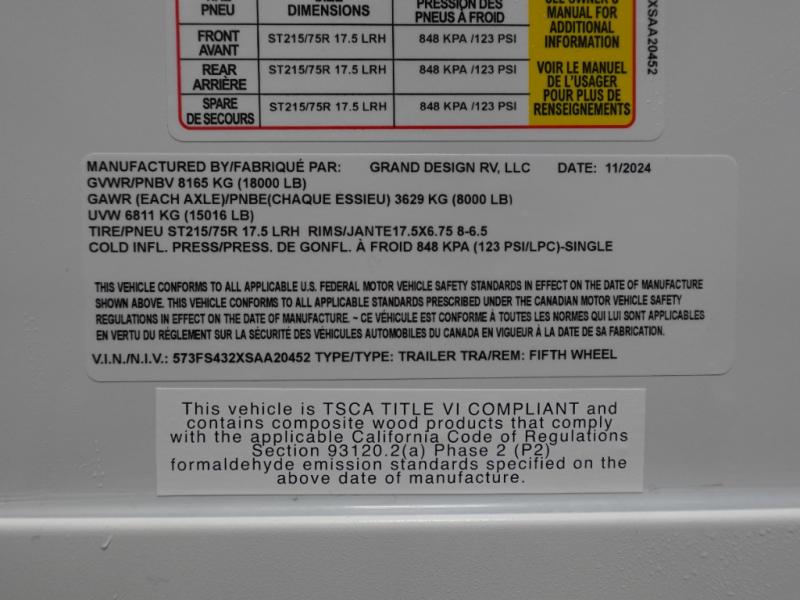 PNEU DIMENSIONS PRESSION DES
PNEUS À FROID
SEE OWNER'S
MANUAL FOR
ADDITIONAL
INFORMATION
FRONT
AVANT ST215/75R 17.5 LRH 848 KPA /123 PSI
REAR
ARRIÈRE ST215/75R 17.5 LRH 848 KPA /123 PSI
SPARE
DE SECOURS ST215/75R 17.5 LRH 848 KPA /123 PSI
VOIR LE MANUEL
DE L'USAGER
POUR PLUS DE
RENSEIGNEMENTS
XSAA20452
MANUFACTURED BY/FABRIQUÉ PAR: GRAND DESIGN RV, LLC DATE: 11/2024
GVWR/PNBV 8165 KG (18000 LB)
GAWR (EACH AXLE)/PNBE(CHAQUE ESSIEU) 3629 KG (8000 LB)
UVW 6811 KG (15016 LB)
TIRE/PNEU ST215/75R 17.5 LRH RIMS/JANTE17.5X6.75 8-6.5
COLD INFL. PRESS/PRESS. DE GONFL. À FROID 848 KPA (123 PSI/LPC)-SINGLE
THIS VEHICLE CONFORMS TO ALL APPLICABLE U.S. FEDERAL MOTOR VEHICLE SAFETY STANDARDS IN EFFECT ON THE DATE OF MANUFACTURE
SHOWN ABOVE. THIS VEHICLE CONFORMS TO ALL APPLICABLE STANDARDS PRESCRIBED UNDER THE CANADIAN MOTOR VEHICLE SAFETY
REGULATIONS IN EFFECT ON THE DATE OF MANUFACTURE. ~ CE VÉHICULE EST CONFORME À TOUTES LES NORMES QUI LUI SONT APPLICABLES
EN VERTU DU RÉGLEMENT SUR LA SÉCURITÉ DES VÉHICULES AUTOMOBILES DU CANADA EN VIGUEUR À LA DATE DE SA FABRICATION.
V.I.N./N.I.V.: 573FS432XSAA20452 TYPE/TYPE: TRAILER TRA/REM: FIFTH WHEEL
This vehicle is TSCA TITLE VI COMPLIANT and
contains composite wood products that comply
with the applicable California Code of Regulations
Section 93120.2(a) Phase 2 (P2)
formaldehyde emission standards specified on the
above date of manufacture.